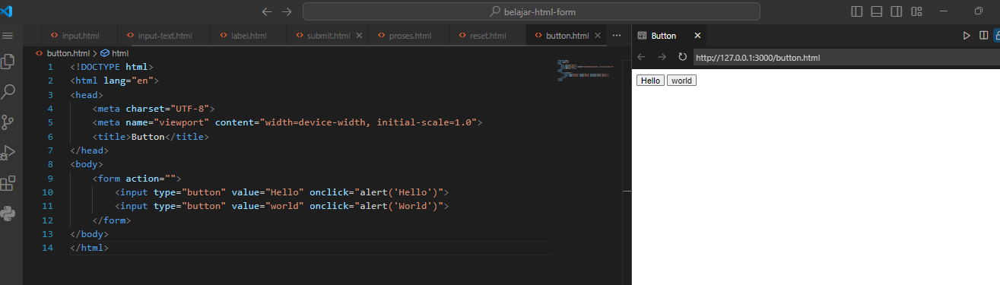 belajar-html-form
input.html input-text.html label.html submit.html proses.html reset.html button.html
button.html > html
1 <!DOCTYPE html>
2 <html lang="en">
3 <head>
4 <meta charset="UTF-8">
5 <meta name="viewport" content="width=device-width, initial-scale=1.0">
6 <title>Button</title>
7 </head>
8 <body>
9 <form action="">
10 <input type="button" value="Hello" onclick="alert('Hello')">
11 <input type="button" value="world" onclick="alert('World')">
12 </form>
13 </body>
14 </html>
Button
http://127.0.0.1:3000/button.html
Hello world